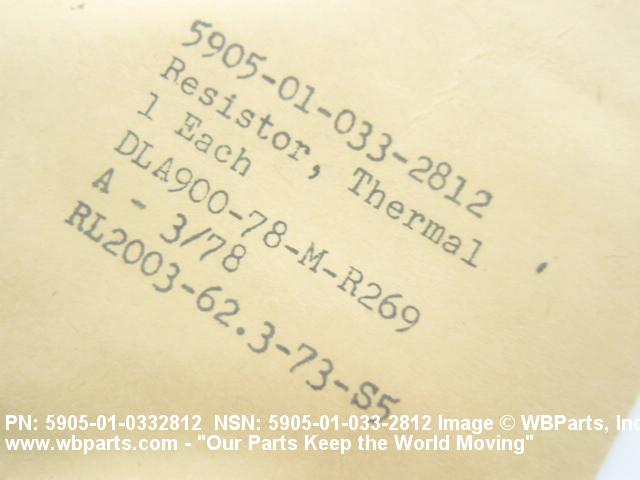 5905-01-033-2812
Resistor, Thermal
1 Each
DLA900-78-M-R269
A - 3/78
RL2003-62.3-73-S5
PN: 5905-01-0332812 NSN: 5905-01-033-2812 Image © WBParts, Inc
www.wbparts.com - "Our Parts Keep the World Moving"